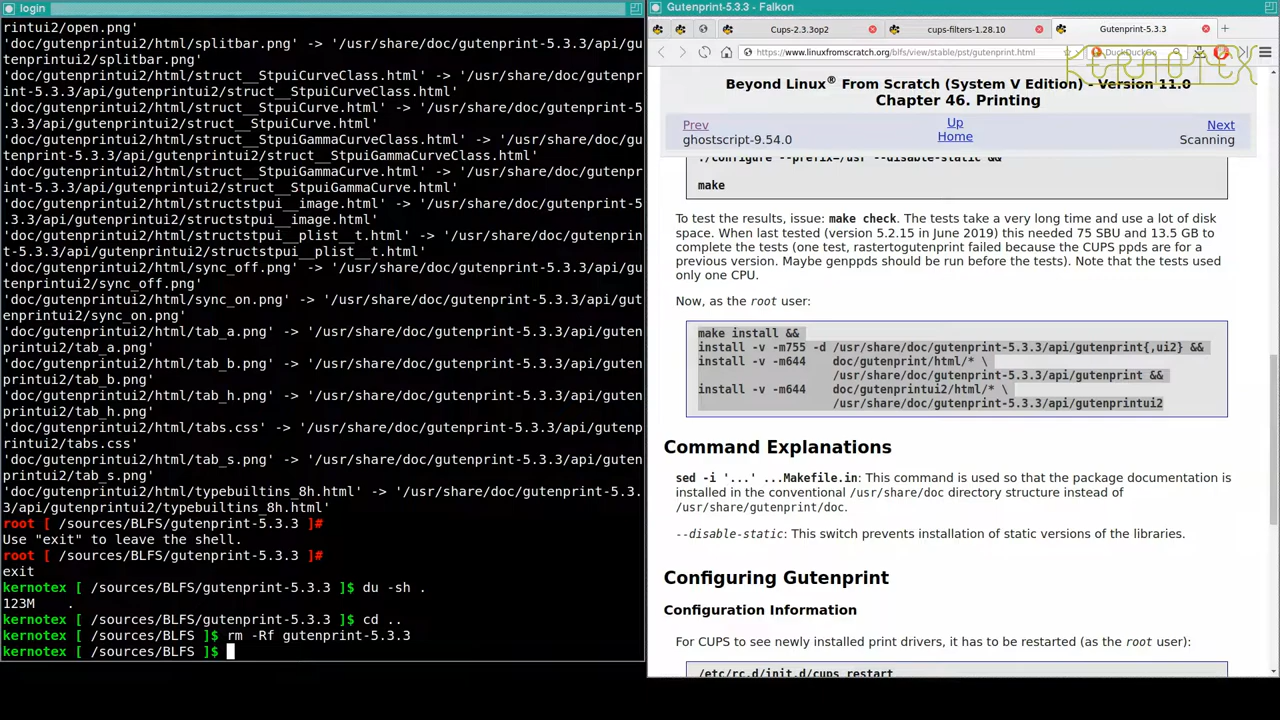 login
rintui2/open.png'
'doc/gutenprintui2/html/splitbar.png' -> '/usr/share/doc/gutenprint-5.3.3/api/gu
tenprintui2/splitbar.png'
'doc/gutenprintui2/html/struct__StpuiCurveClass.html' -> '/usr/share/doc/gutenpr
int-5.3.3/api/gutenprintui2/struct__StpuiCurveClass.html'
'doc/gutenprintui2/html/struct__StpuiCurve.html' -> '/usr/share/doc/gutenprint-5
.3.3/api/gutenprintui2/struct__StpuiCurve.html'
'doc/gutenprintui2/html/struct__StpuiGammaCurveClass.html' -> '/usr/share/doc/gu
tenprint-5.3.3/api/gutenprintui2/struct__StpuiGammaCurveClass.html'
'doc/gutenprintui2/html/struct__StpuiGammaCurve.html' -> '/usr/share/doc/gutenpr
int-5.3.3/api/gutenprintui2/struct__StpuiGammaCurve.html'
'doc/gutenprintui2/html/structstpui__image.html' -> '/usr/share/doc/gutenprint-5
.3.3/api/gutenprintui2/structstpui__image.html'
'doc/gutenprintui2/html/structstpui__plist__t.html' -> '/usr/share/doc/gutenprin
t-5.3.3/api/gutenprintui2/structstpui__plist__t.html'
'doc/gutenprintui2/html/sync_off.png' -> '/usr/share/doc/gutenprint-5.3.3/api/gu
tenprintui2/sync_off.png'
'doc/gutenprintui2/html/sync_on.png' -> '/usr/share/doc/gutenprint-5.3.3/api/gut
enprintui2/sync_on.png'
'doc/gutenprintui2/html/tab_a.png' -> '/usr/share/doc/gutenprint-5.3.3/api/guten
printui2/tab_a.png'
'doc/gutenprintui2/html/tab_b.png' -> '/usr/share/doc/gutenprint-5.3.3/api/guten
printui2/tab_b.png'
'doc/gutenprintui2/html/tab_h.png' -> '/usr/share/doc/gutenprint-5.3.3/api/guten
printui2/tab_h.png'
'doc/gutenprintui2/html/tabs.css' -> '/usr/share/doc/gutenprint-5.3.3/api/gutenp
rintui2/tabs.css'
'doc/gutenprintui2/html/tab_s.png' -> '/usr/share/doc/gutenprint-5.3.3/api/guten
printui2/tab_s.png'
'doc/gutenprintui2/html/typebuiltins_8h.html' -> '/usr/share/doc/gutenprint-5.3.
3/api/gutenprintui2/typebuiltins_8h.html'
root [ /sources/BLFS/gutenprint-5.3.3 ]#
Use "exit" to leave the shell.
root [ /sources/BLFS/gutenprint-5.3.3 ]#
exit
kernotex [ /sources/BLFS/gutenprint-5.3.3 ]$ du -sh .
123M    .
kernotex [ /sources/BLFS/gutenprint-5.3.3 ]$ cd ..
kernotex [ /sources/BLFS ]$ rm -Rf gutenprint-5.3.3
kernotex [ /sources/BLFS ]$
Gutenprint-5.3.3 - Falkon
Cups-2.3.3op2
cups-filters-1.28.10
Gutenprint-5.3.3
https://www.linuxfromscratch.org/blfs/view/stable/pst/gutenprint.html
DuckDuckGo
KERNOTEX
Beyond Linux® From Scratch (System V Edition) - Version 11.0
Chapter 46. Printing
Prev
Up
Next
ghostscript-9.54.0
Home
Scanning
./configure --prefix=/usr --disable-static &&
make
To test the results, issue: make check. The tests take a very long time and use a lot of disk
space. When last tested (version 5.2.15 in June 2019) this needed 75 SBU and 13.5 GB to
complete the tests (one test, rastertogutenprint failed because the CUPS ppds are for a
previous version. Maybe genppds should be run before the tests). Note that the tests used
only one CPU.
Now, as the root user:
make install &&
install -v -m755 -d /usr/share/doc/gutenprint-5.3.3/api/gutenprint{,ui2} &&
install -v -m644    doc/gutenprint/html/* \
/usr/share/doc/gutenprint-5.3.3/api/gutenprint &&
install -v -m644    doc/gutenprintui2/html/* \
/usr/share/doc/gutenprint-5.3.3/api/gutenprintui2
Command Explanations
sed -i '...' ...Makefile.in: This command is used so that the package documentation is
installed in the conventional /usr/share/doc directory structure instead of
/usr/share/gutenprint/doc.
--disable-static: This switch prevents installation of static versions of the libraries.
Configuring Gutenprint
Configuration Information
For CUPS to see newly installed print drivers, it has to be restarted (as the root user):
/etc/rc.d/init.d/cups restart